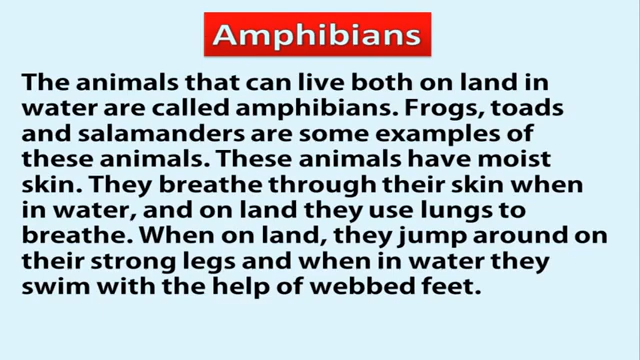 Amphibians
The animals that can live both on land in
water are called amphibians. Frogs, toads
and salamanders are some examples of
these animals. These animals have moist
skin. They breathe through their skin when
in water, and on land they use lungs to
breathe. When on land, they jump around on
their strong legs and when in water they
swim with the help of webbed feet.